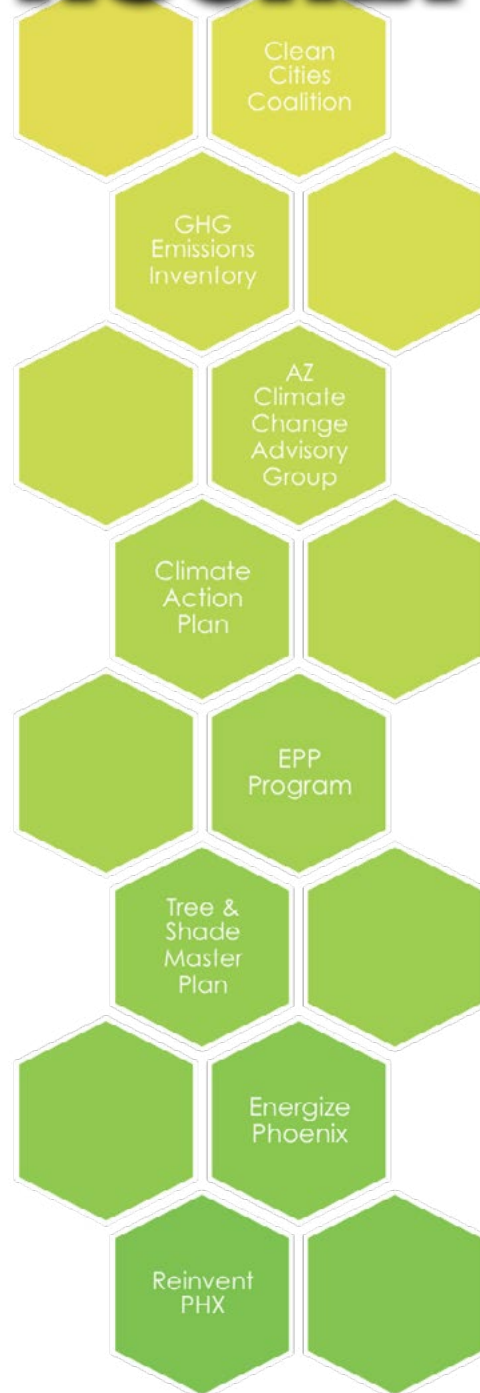 Clean
Cities
Coalition
GHG
Emissions
Inventory
AZ
Climate
Change
Advisory
Group
Climate
Action
Plan
EPP
Program
Tree &
Shade
Master
Plan
Energize
Phoenix
Reinvent
PHX